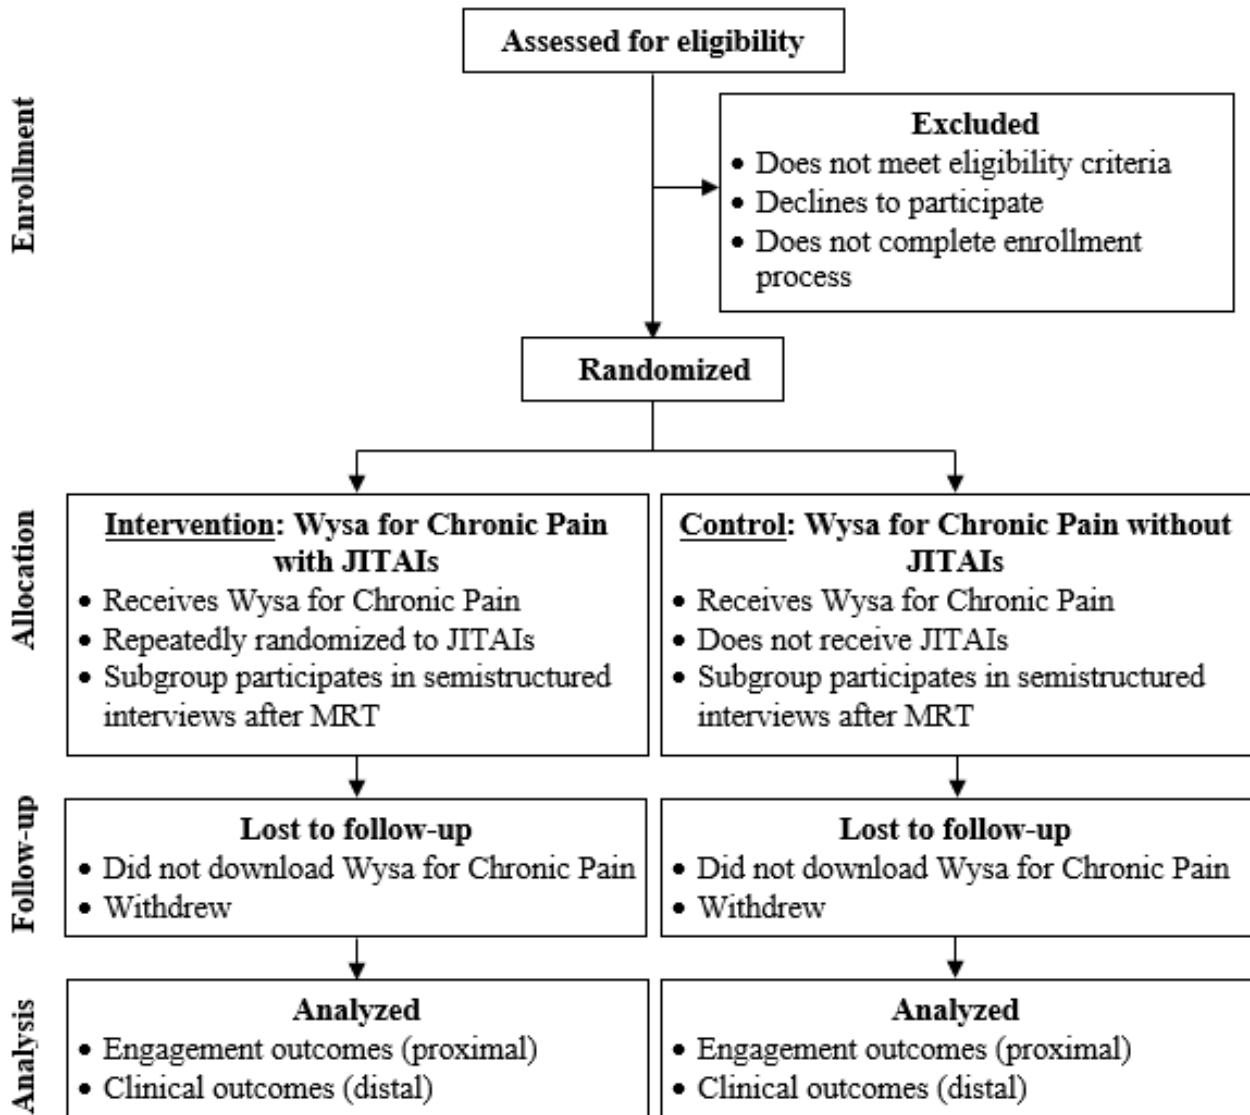 Assessed for eligibility
Enrollment
Excluded
• Does not meet eligibility criteria
• Declines to participate
• Does not complete enrollment
process
Randomized
Allocation
Intervention: Wysa for Chronic Pain
with JITAIs
• Receives Wysa for Chronic Pain
• Repeatedly randomized to JITAIs
• Subgroup participates in semistructured
interviews after MRT
Control: Wysa for Chronic Pain without
JITAIs
• Receives Wysa for Chronic Pain
• Does not receive JITAIs
• Subgroup participates in semistructured
interviews after MRT
Follow-up
Lost to follow-up
• Did not download Wysa for Chronic Pain
• Withdrew
Lost to follow-up
• Did not download Wysa for Chronic Pain
• Withdrew
Analysis
Analyzed
• Engagement outcomes (proximal)
• Clinical outcomes (distal)
Analyzed
• Engagement outcomes (proximal)
• Clinical outcomes (distal)